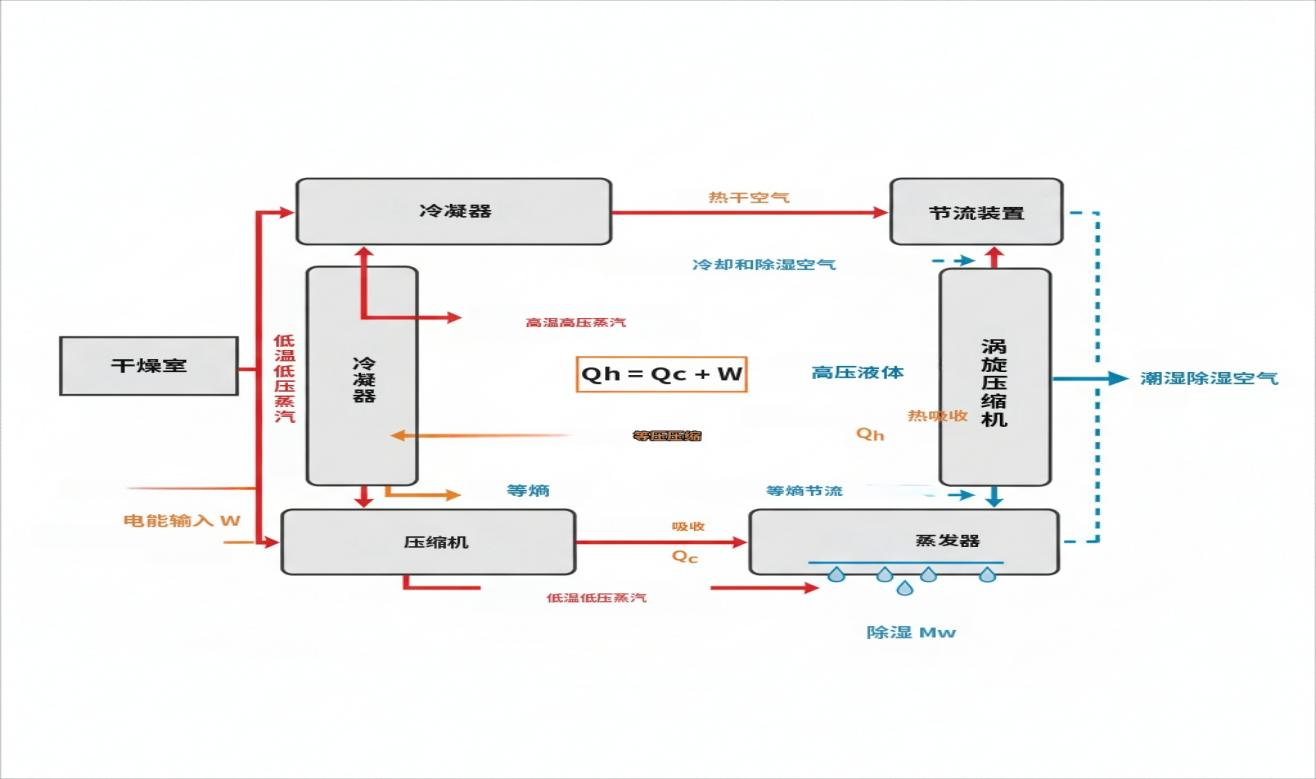 冷凝器
热干空气
节流装置
冷却和除湿空气
高温高压蒸汽
干燥室
低温低压蒸汽
冷凝器
Qh = Qc + W
高压液体
涡旋压缩机
潮湿除湿空气
热吸收
Qh
等压压缩
等熵
等熵节流
电能输入 W
压缩机
吸收
Qc
蒸发器
低温低压蒸汽
除湿 Mw